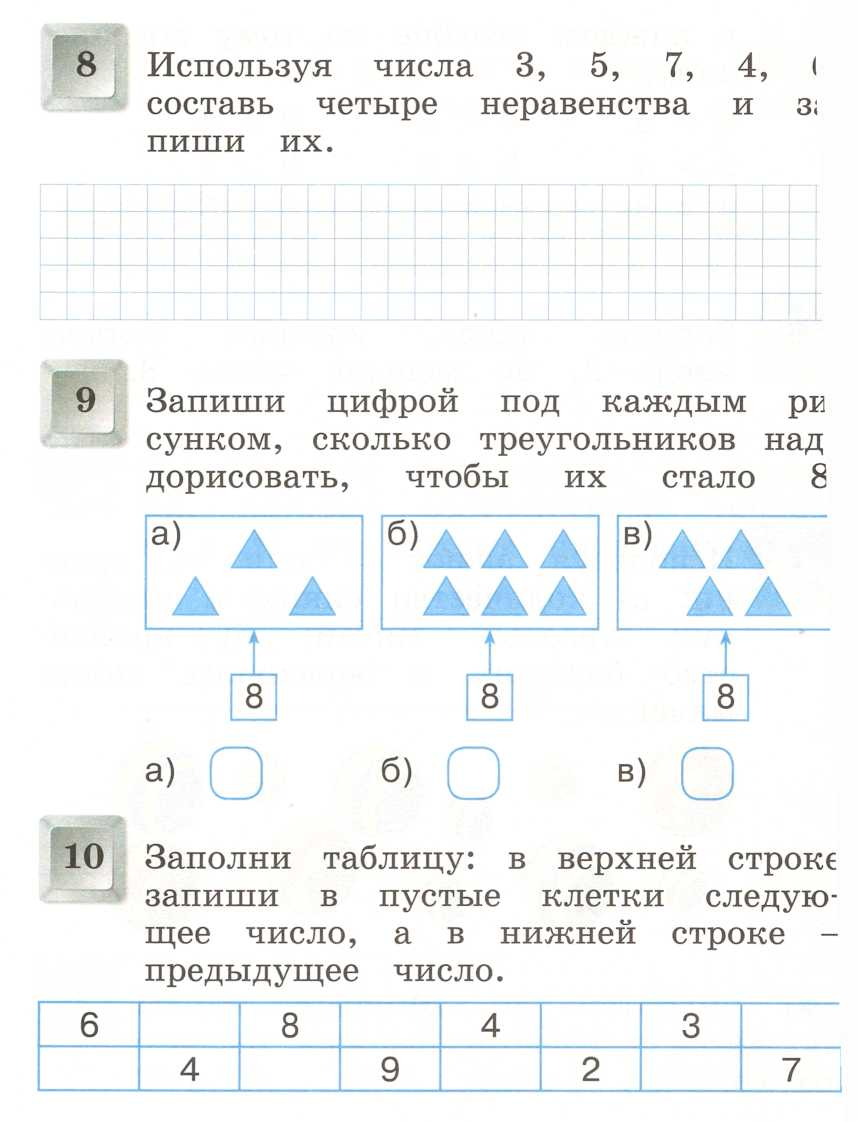 8
Используя числа 3, 5, 7, 4,
составь четыре неравенства и за
пиши их.
9
Запиши цифрой под каждым ри
сунком, сколько треугольников над
дорисовать, чтобы их стало 8
а) б) в)
8 8 8
а) б) в)
10
Заполни таблицу: в верхней строке
запиши в пустые клетки следую-
щее число, а в нижней строке –
предыдущее число.
6 8 4 3
4 9 2 7